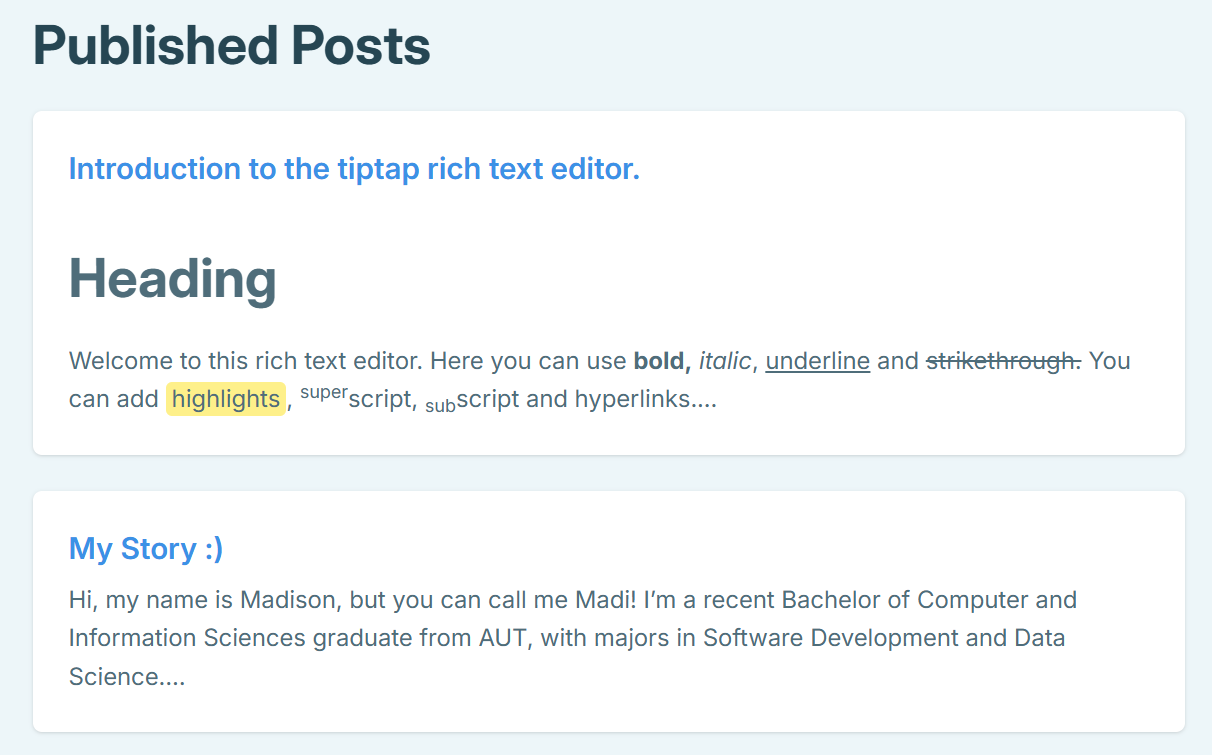 Published Posts
Introduction to the tiptap rich text editor.
Heading
Welcome to this rich text editor. Here you can use bold, italic, underline and strikethrough. You
can add highlights, superscript, subscript and hyperlinks....
My Story :)
Hi, my name is Madison, but you can call me Madi! I’m a recent Bachelor of Computer and
Information Sciences graduate from AUT, with majors in Software Development and Data
Science....